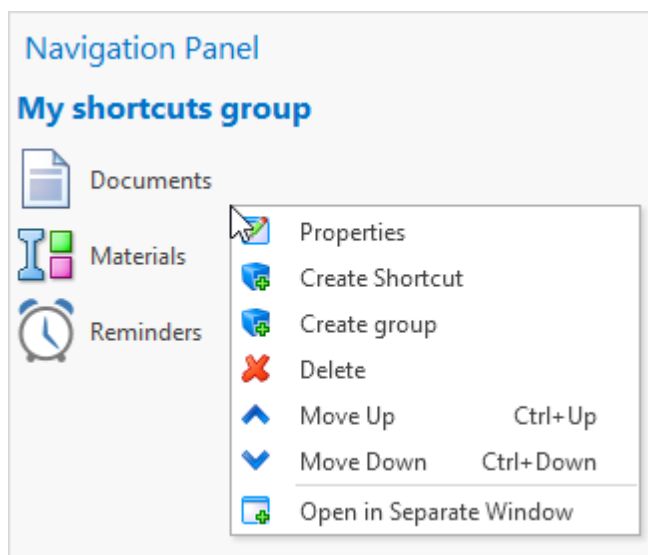 Navigation Panel
My shortcuts group
Documents
Materials
Reminders
Properties
Create Shortcut
Create group
Delete
Move Up Ctrl+Up
Move Down Ctrl+Down
Open in Separate Window